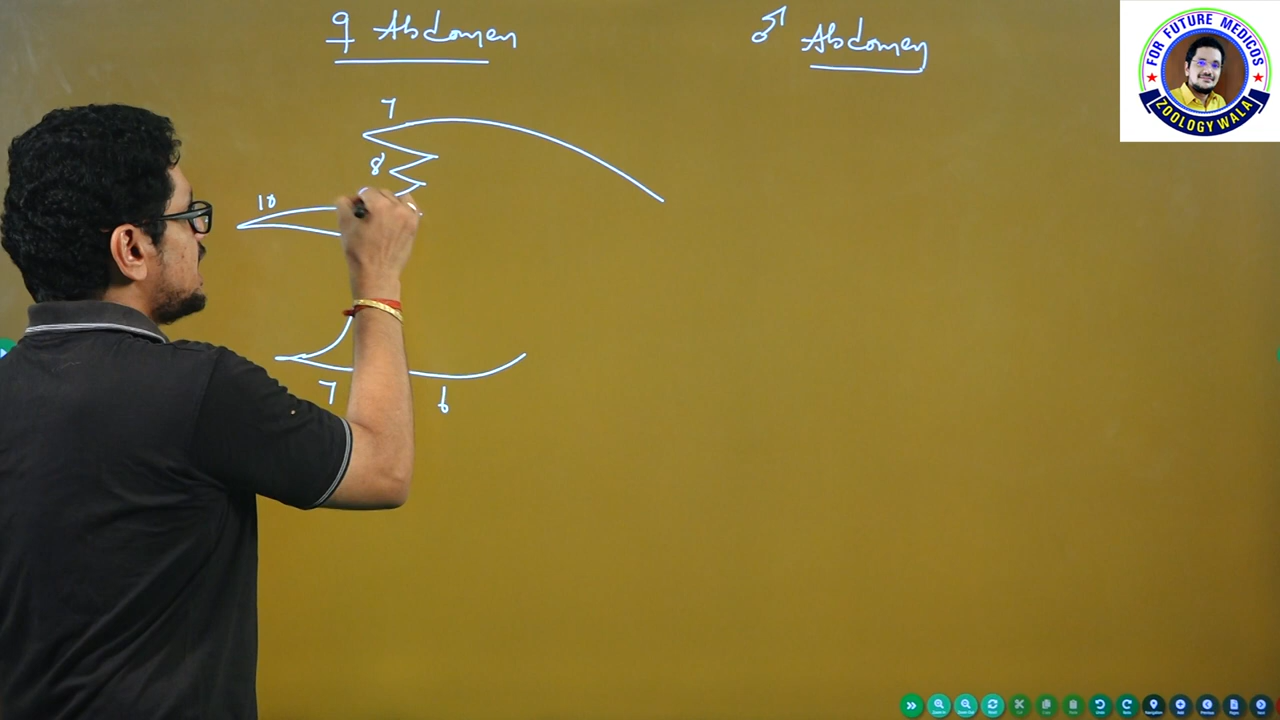 ♀ Abdomen
♂ Abdomen
7
8
10
7
6
FOR FUTURE MEDICOS
ZOOLOGY WALA